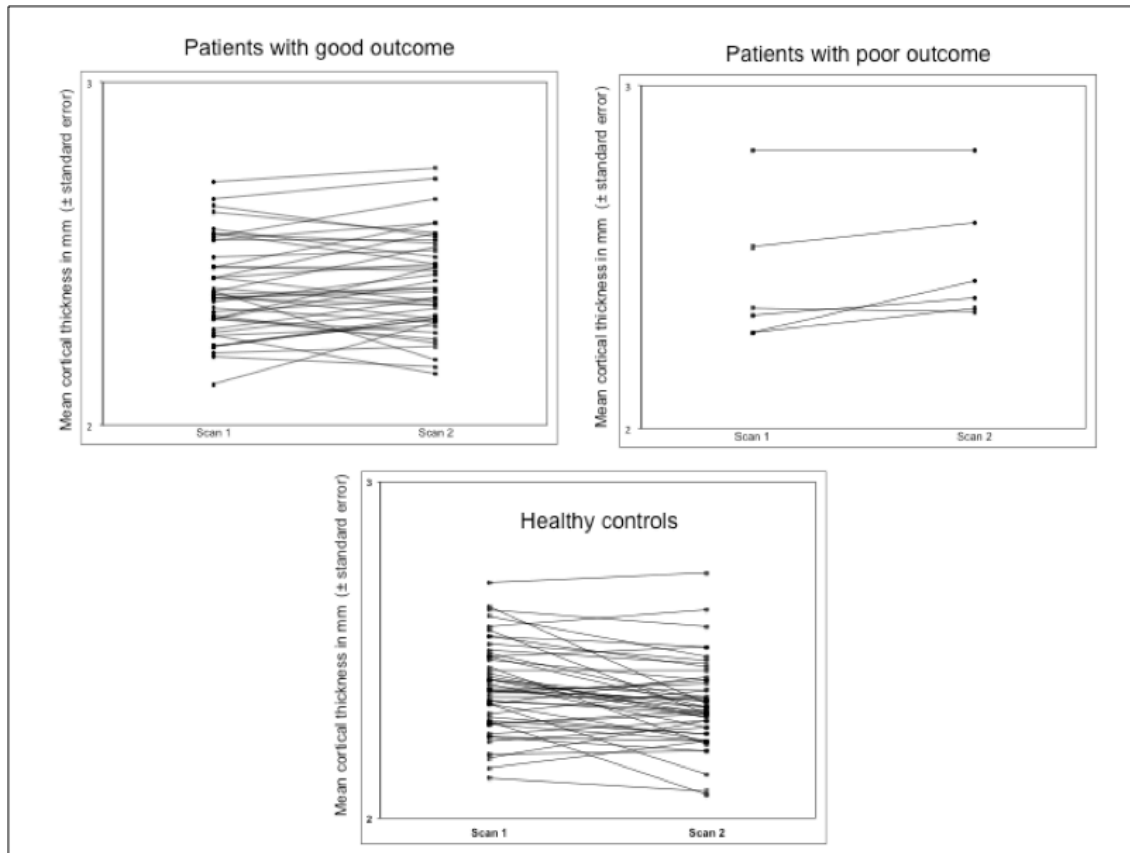 Patients with good outcome
Mean cortical thickness in mm (± standard error)
3
2
Scan 1
Scan 2
Patients with poor outcome
Mean cortical thickness in mm (± standard error)
3
2
Scan 1
Scan 2
Healthy controls
Mean cortical thickness in mm (± standard error)
3
2
Scan 1
Scan 2